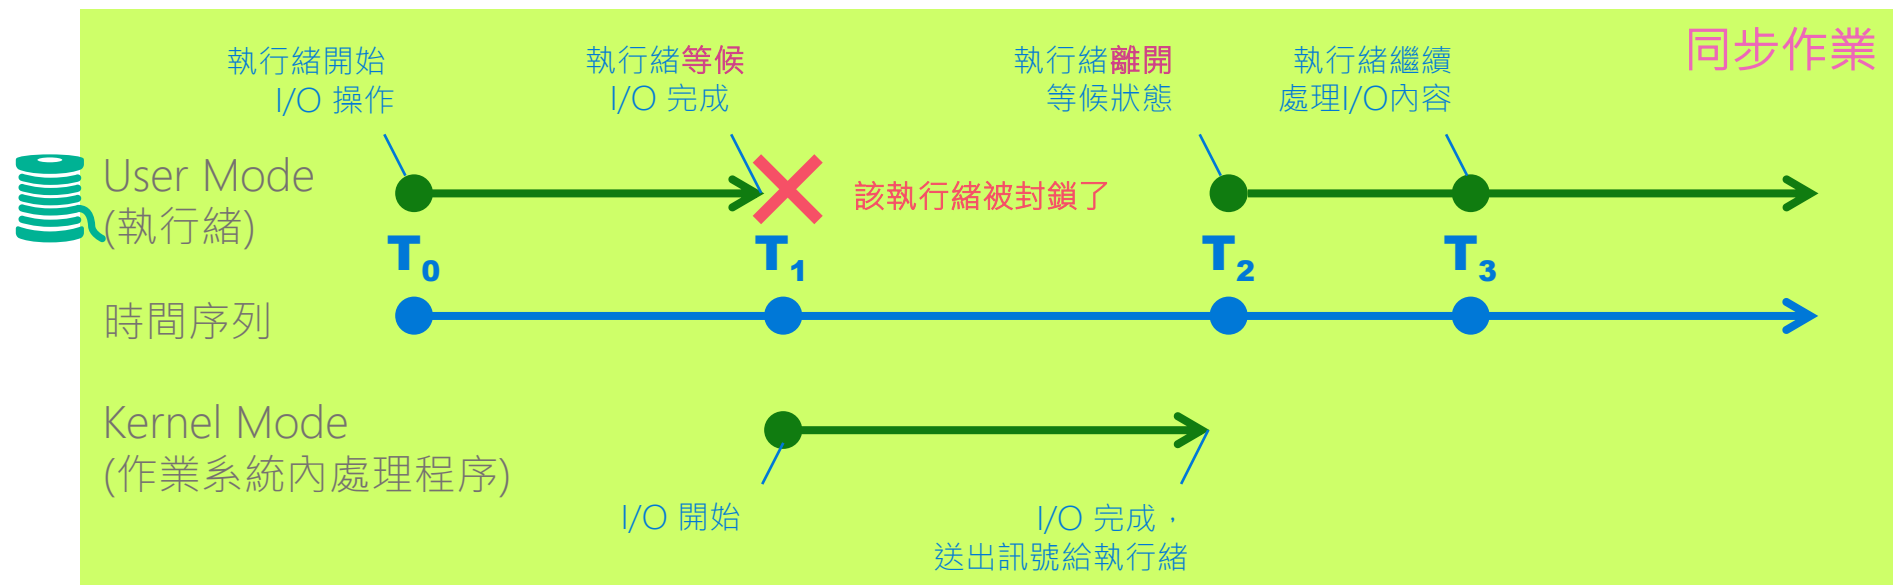 同步作業
執行緒開始
I/O 操作
執行緒等候
I/O 完成
執行緒離開
等候狀態
執行緒繼續
處理I/O內容
User Mode
(執行緒)
該執行緒被封鎖了
T0
T1
T2
T3
時間序列
Kernel Mode
(作業系統內處理程序)
I/O 開始
I/O 完成，
送出訊號給執行緒